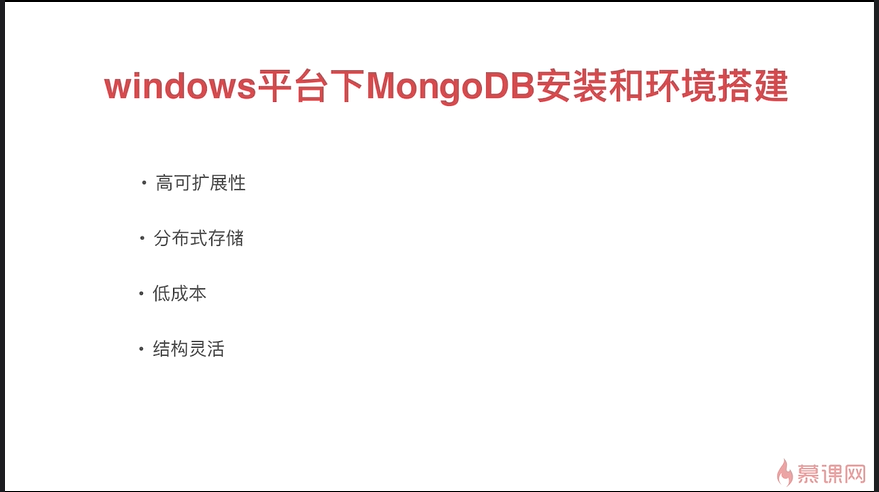 windows平台下MongoDB安装和环境搭建
• 高可扩展性
• 分布式存储
• 低成本
• 结构灵活
慕课网